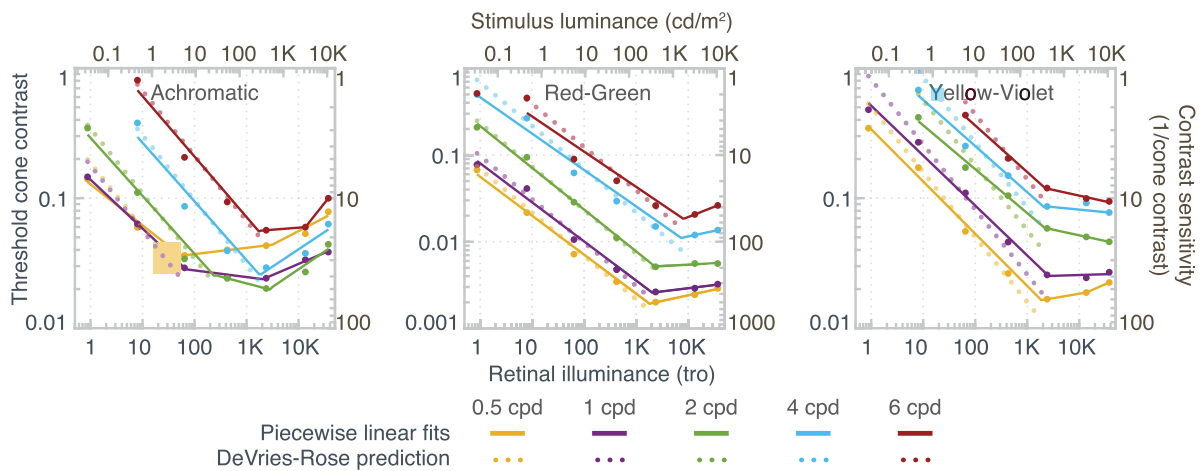 Stimulus luminance (cd/m²)
0.1 1 10 100 1K 10K
0.1 1 10 100 1K 10K
0.1 1 10 100 1K 10K
Threshold cone contrast
1
0.1
0.01
Achromatic
1
10
100
0.1
0.01
0.001
Red-Green
1
10
100
1000
1
0.1
0.01
Yellow-Violet
1
10
100
Contrast sensitivity
(1/cone contrast)
1 10 100 1K 10K
1 10 100 1K 10K
1 10 100 1K 10K
Retinal illuminance (tro)
0.5 cpd 1 cpd 2 cpd 4 cpd 6 cpd
Piecewise linear fits
DeVries-Rose prediction